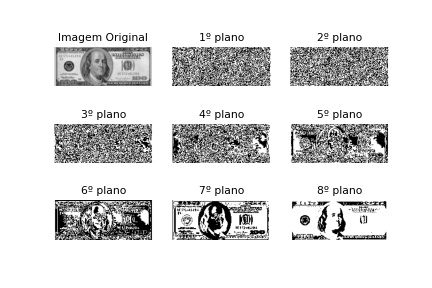 Imagem Original
1º plano
2º plano
3º plano
4º plano
5º plano
6º plano
7º plano
8º plano